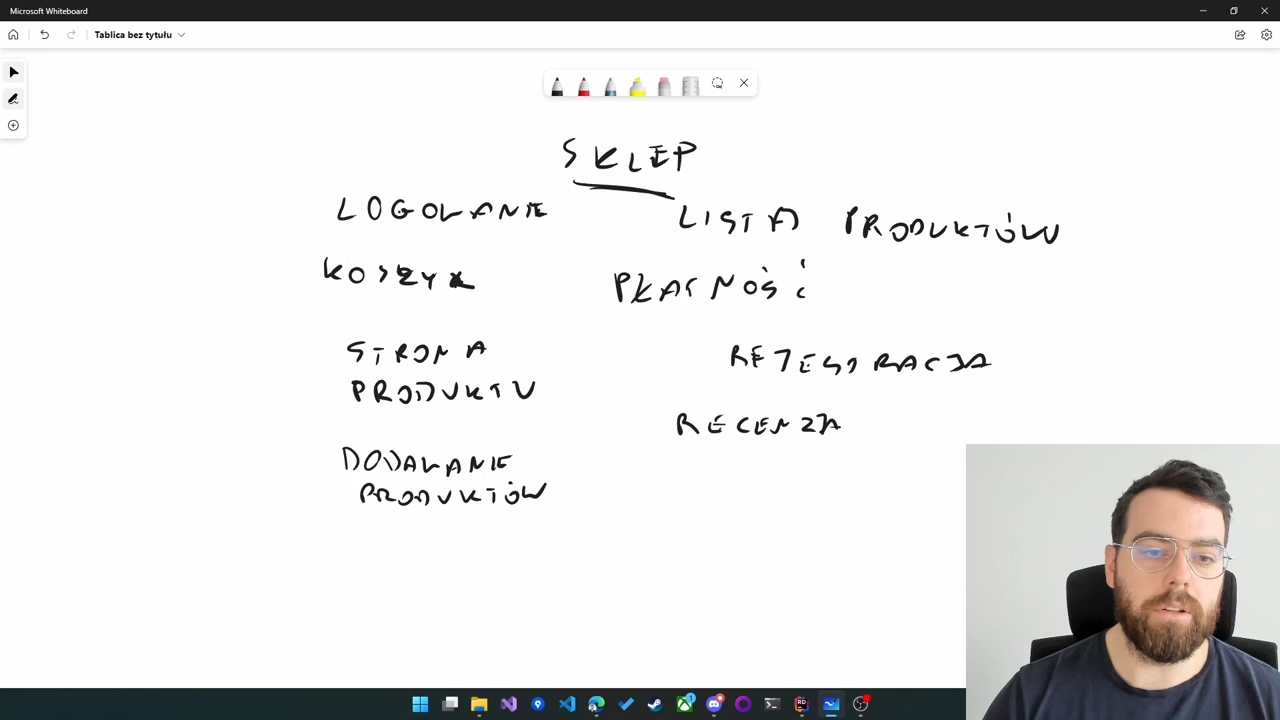 Microsoft Whiteboard
Tablica bez tytułu
SKLEP
LOGOWANIE
LISTA PRODUKTÓW
KOSZYK
PŁATNOŚĆ
STRONA
PRODUKTU
REJESTRACJA
RECENZJA
DODAWANIE
PRODUKTÓW